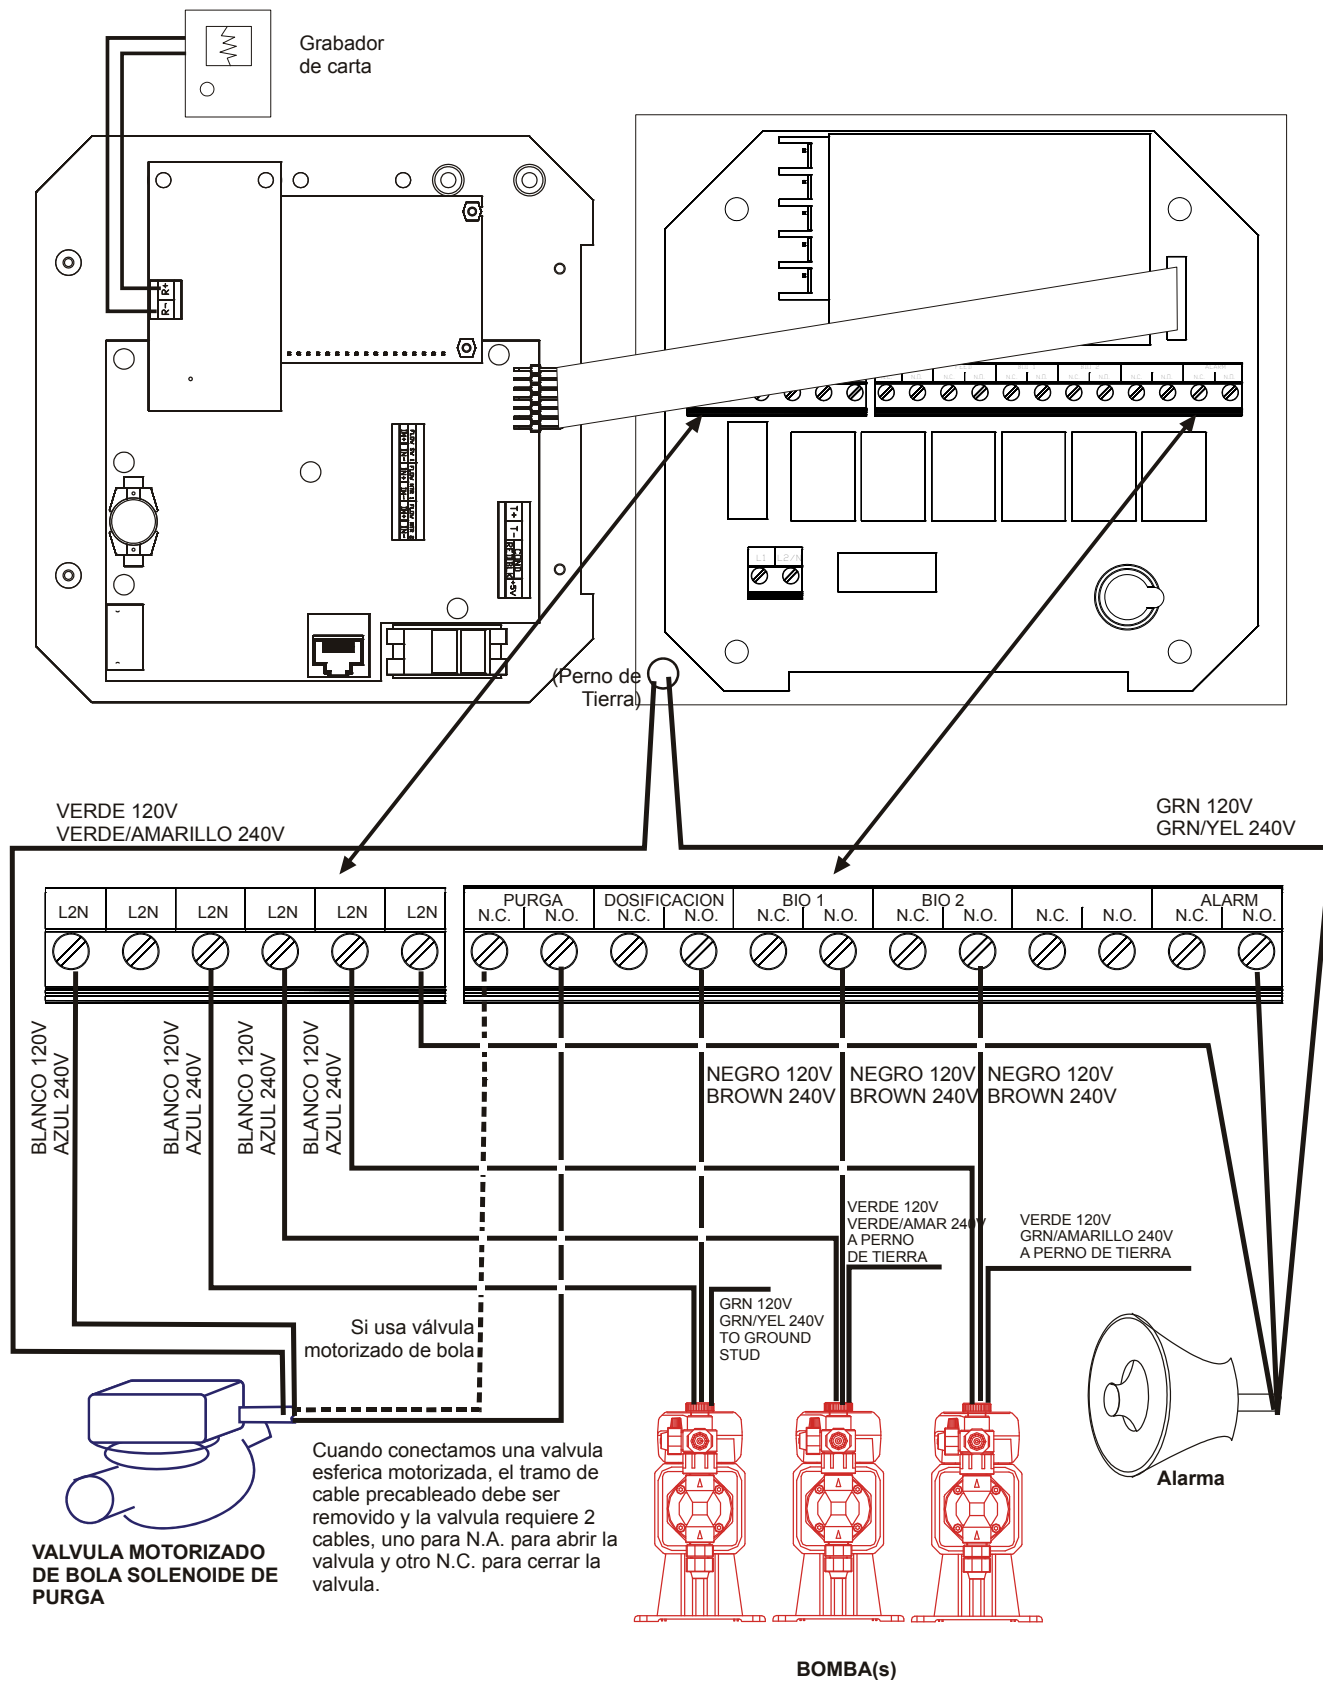 Grabador
de carta
R+
R-
T+
T-
+5V
L1 L2/N
N.C. N.O. N.C. N.O. N.C. N.O. N.C. N.O.
ALARM
(Perno de
Tierra)
VERDE 120V
VERDE/AMARILLO 240V
GRN 120V
GRN/YEL 240V
L2N L2N L2N L2N L2N L2N
PURGA DOSIFICACION BIO 1 BIO 2 ALARM
N.C. N.O. N.C. N.O. N.C. N.O. N.C. N.O. N.C. N.O. N.C. N.O.
BLANCO 120V
AZUL 240V
BLANCO 120V
AZUL 240V
BLANCO 120V
AZUL 240V
BLANCO 120V
AZUL 240V
NEGRO 120V
BROWN 240V
NEGRO 120V
BROWN 240V
NEGRO 120V
BROWN 240V
VERDE 120V
VERDE/AMAR 240V
A PERNO
DE TIERRA
VERDE 120V
GRN/AMARILLO 240V
A PERNO DE TIERRA
GRN 120V
GRN/YEL 240V
TO GROUND
STUD
Si usa válvula
motorizado de bola
Cuando conectamos una valvula
esferica motorizada, el tramo de
cable precableado debe ser
removido y la valvula requiere 2
cables, uno para N.A. para abrir la
valvula y otro N.C. para cerrar la
valvula.
VALVULA MOTORIZADO
DE BOLA SOLENOIDE DE
PURGA
Alarma
BOMBA(s)